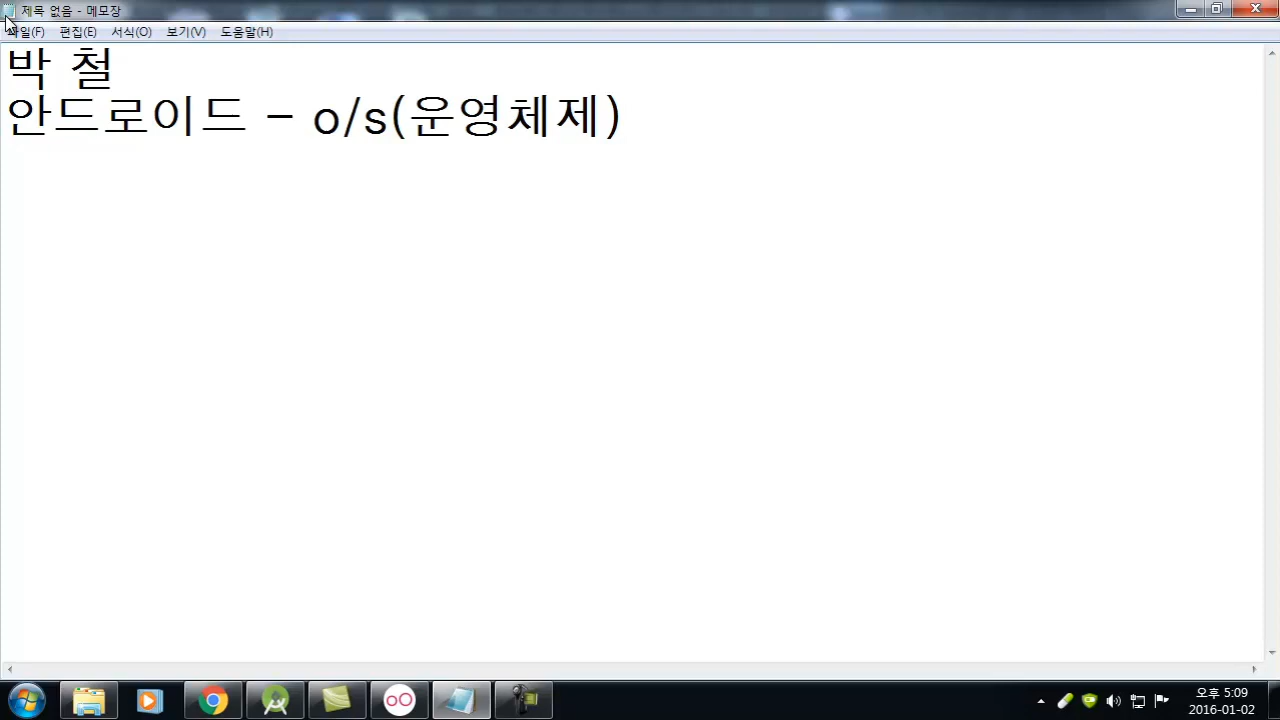 제목 없음 - 메모장
파일(F) 편집(E) 서식(O) 보기(V) 도움말(H)
박 철
안드로이드 - o/s(운영체제)
오후 5:09
2016-01-02